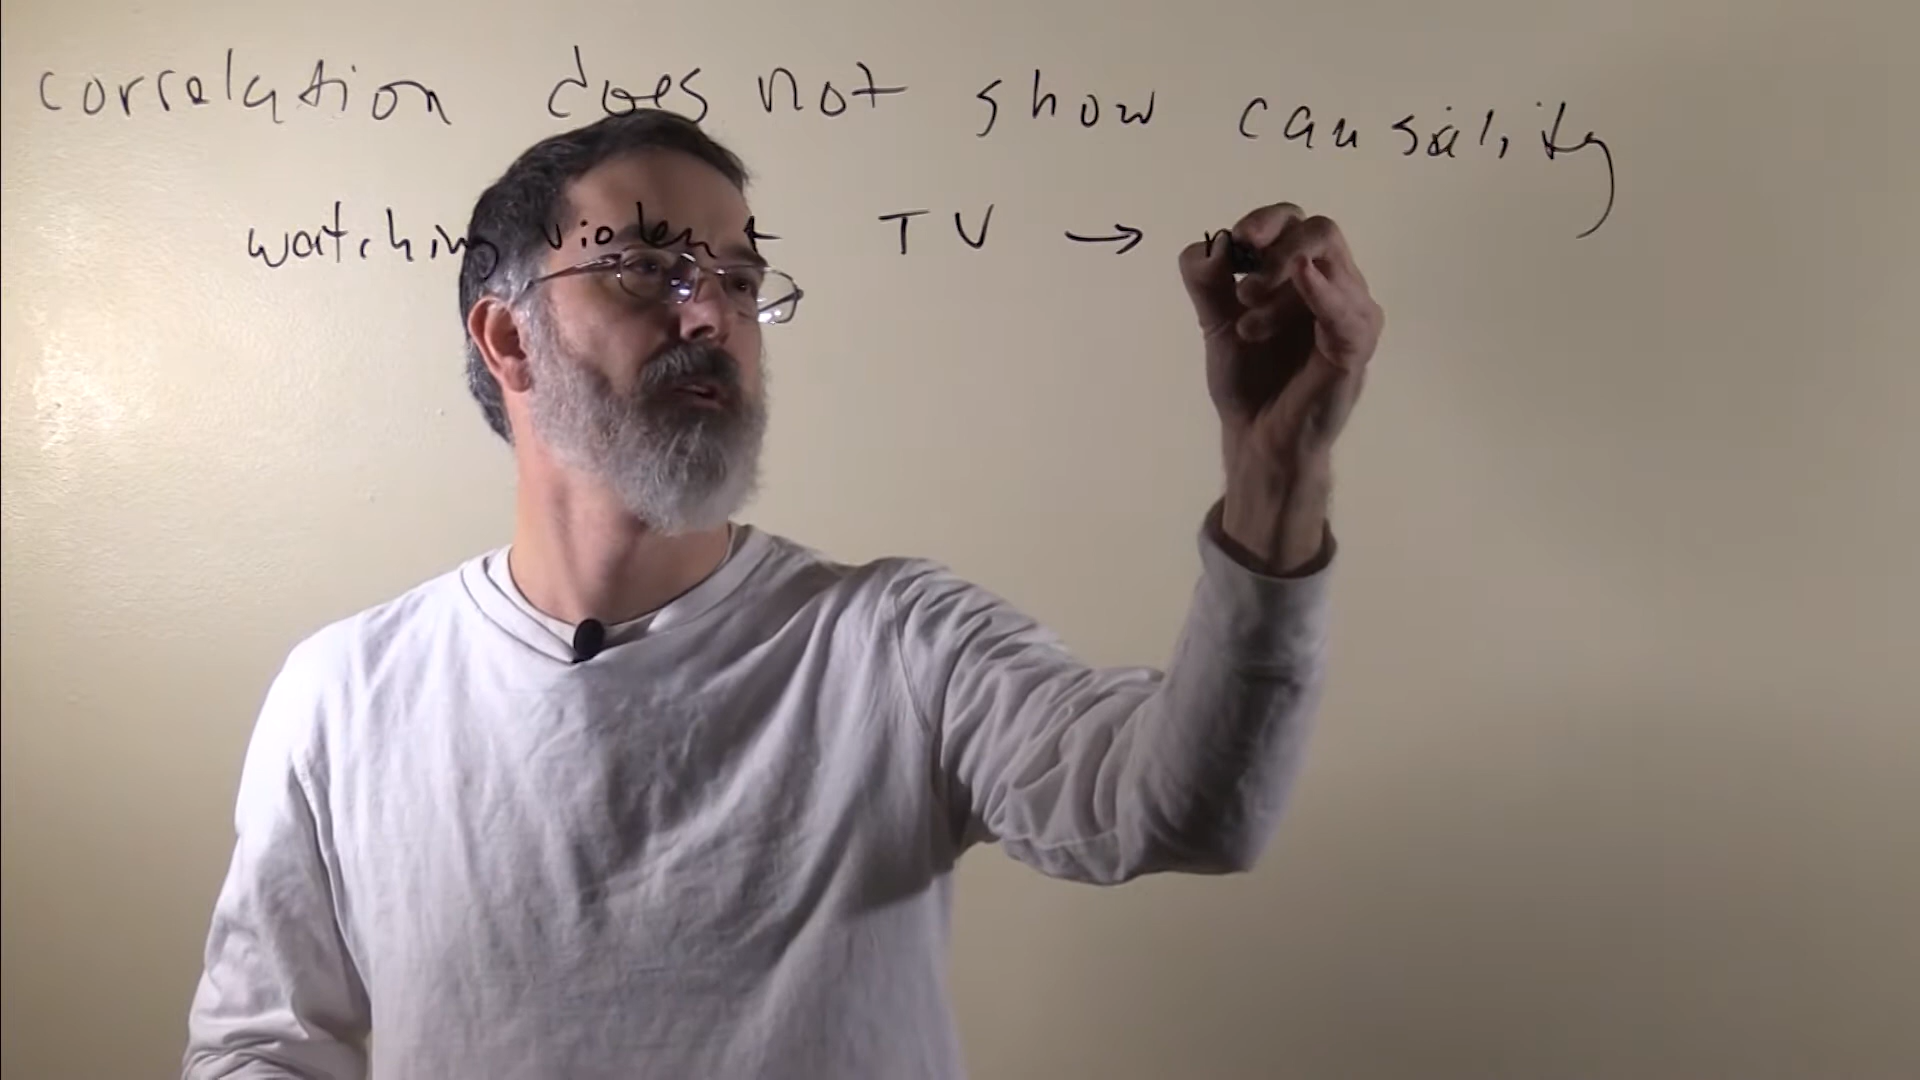 correlation does not show causality
watching violent TV →